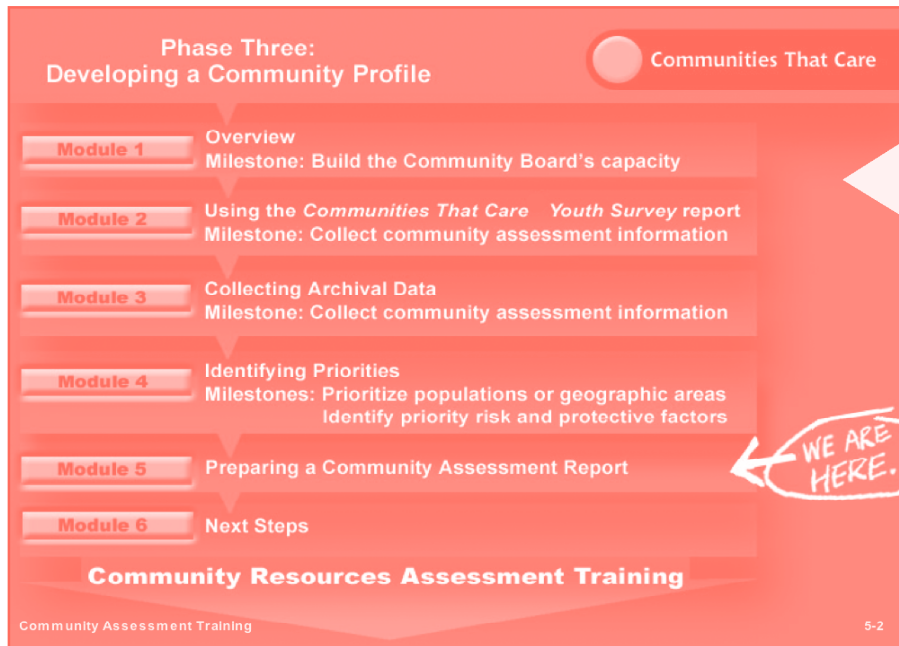 Phase Three:
Developing a Community Profile
Communities That Care
Module 1
Overview
Milestone: Build the Community Board's capacity
Module 2
Using the Communities That Care Youth Survey report
Milestone: Collect community assessment information
Module 3
Collecting Archival Data
Milestone: Collect community assessment information
Module 4
Identifying Priorities
Milestones: Prioritize populations or geographic areas
Identify priority risk and protective factors
Module 5
Preparing a Community Assessment Report
WE ARE
HERE.
Module 6
Next Steps
Community Resources Assessment Training
Community Assessment Training
5-2